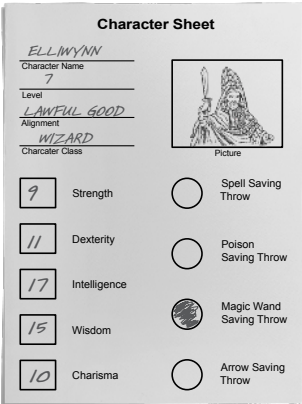 Character Sheet
ELLIWYNN
Character Name
7
Level
LAWFUL GOOD
Alignment
WIZARD
Charcater Class
Picture
9 Strength
11 Dexterity
17 Intelligence
15 Wisdom
10 Charisma
Spell Saving
Throw
Poison
Saving Throw
Magic Wand
Saving Throw
Arrow Saving
Throw